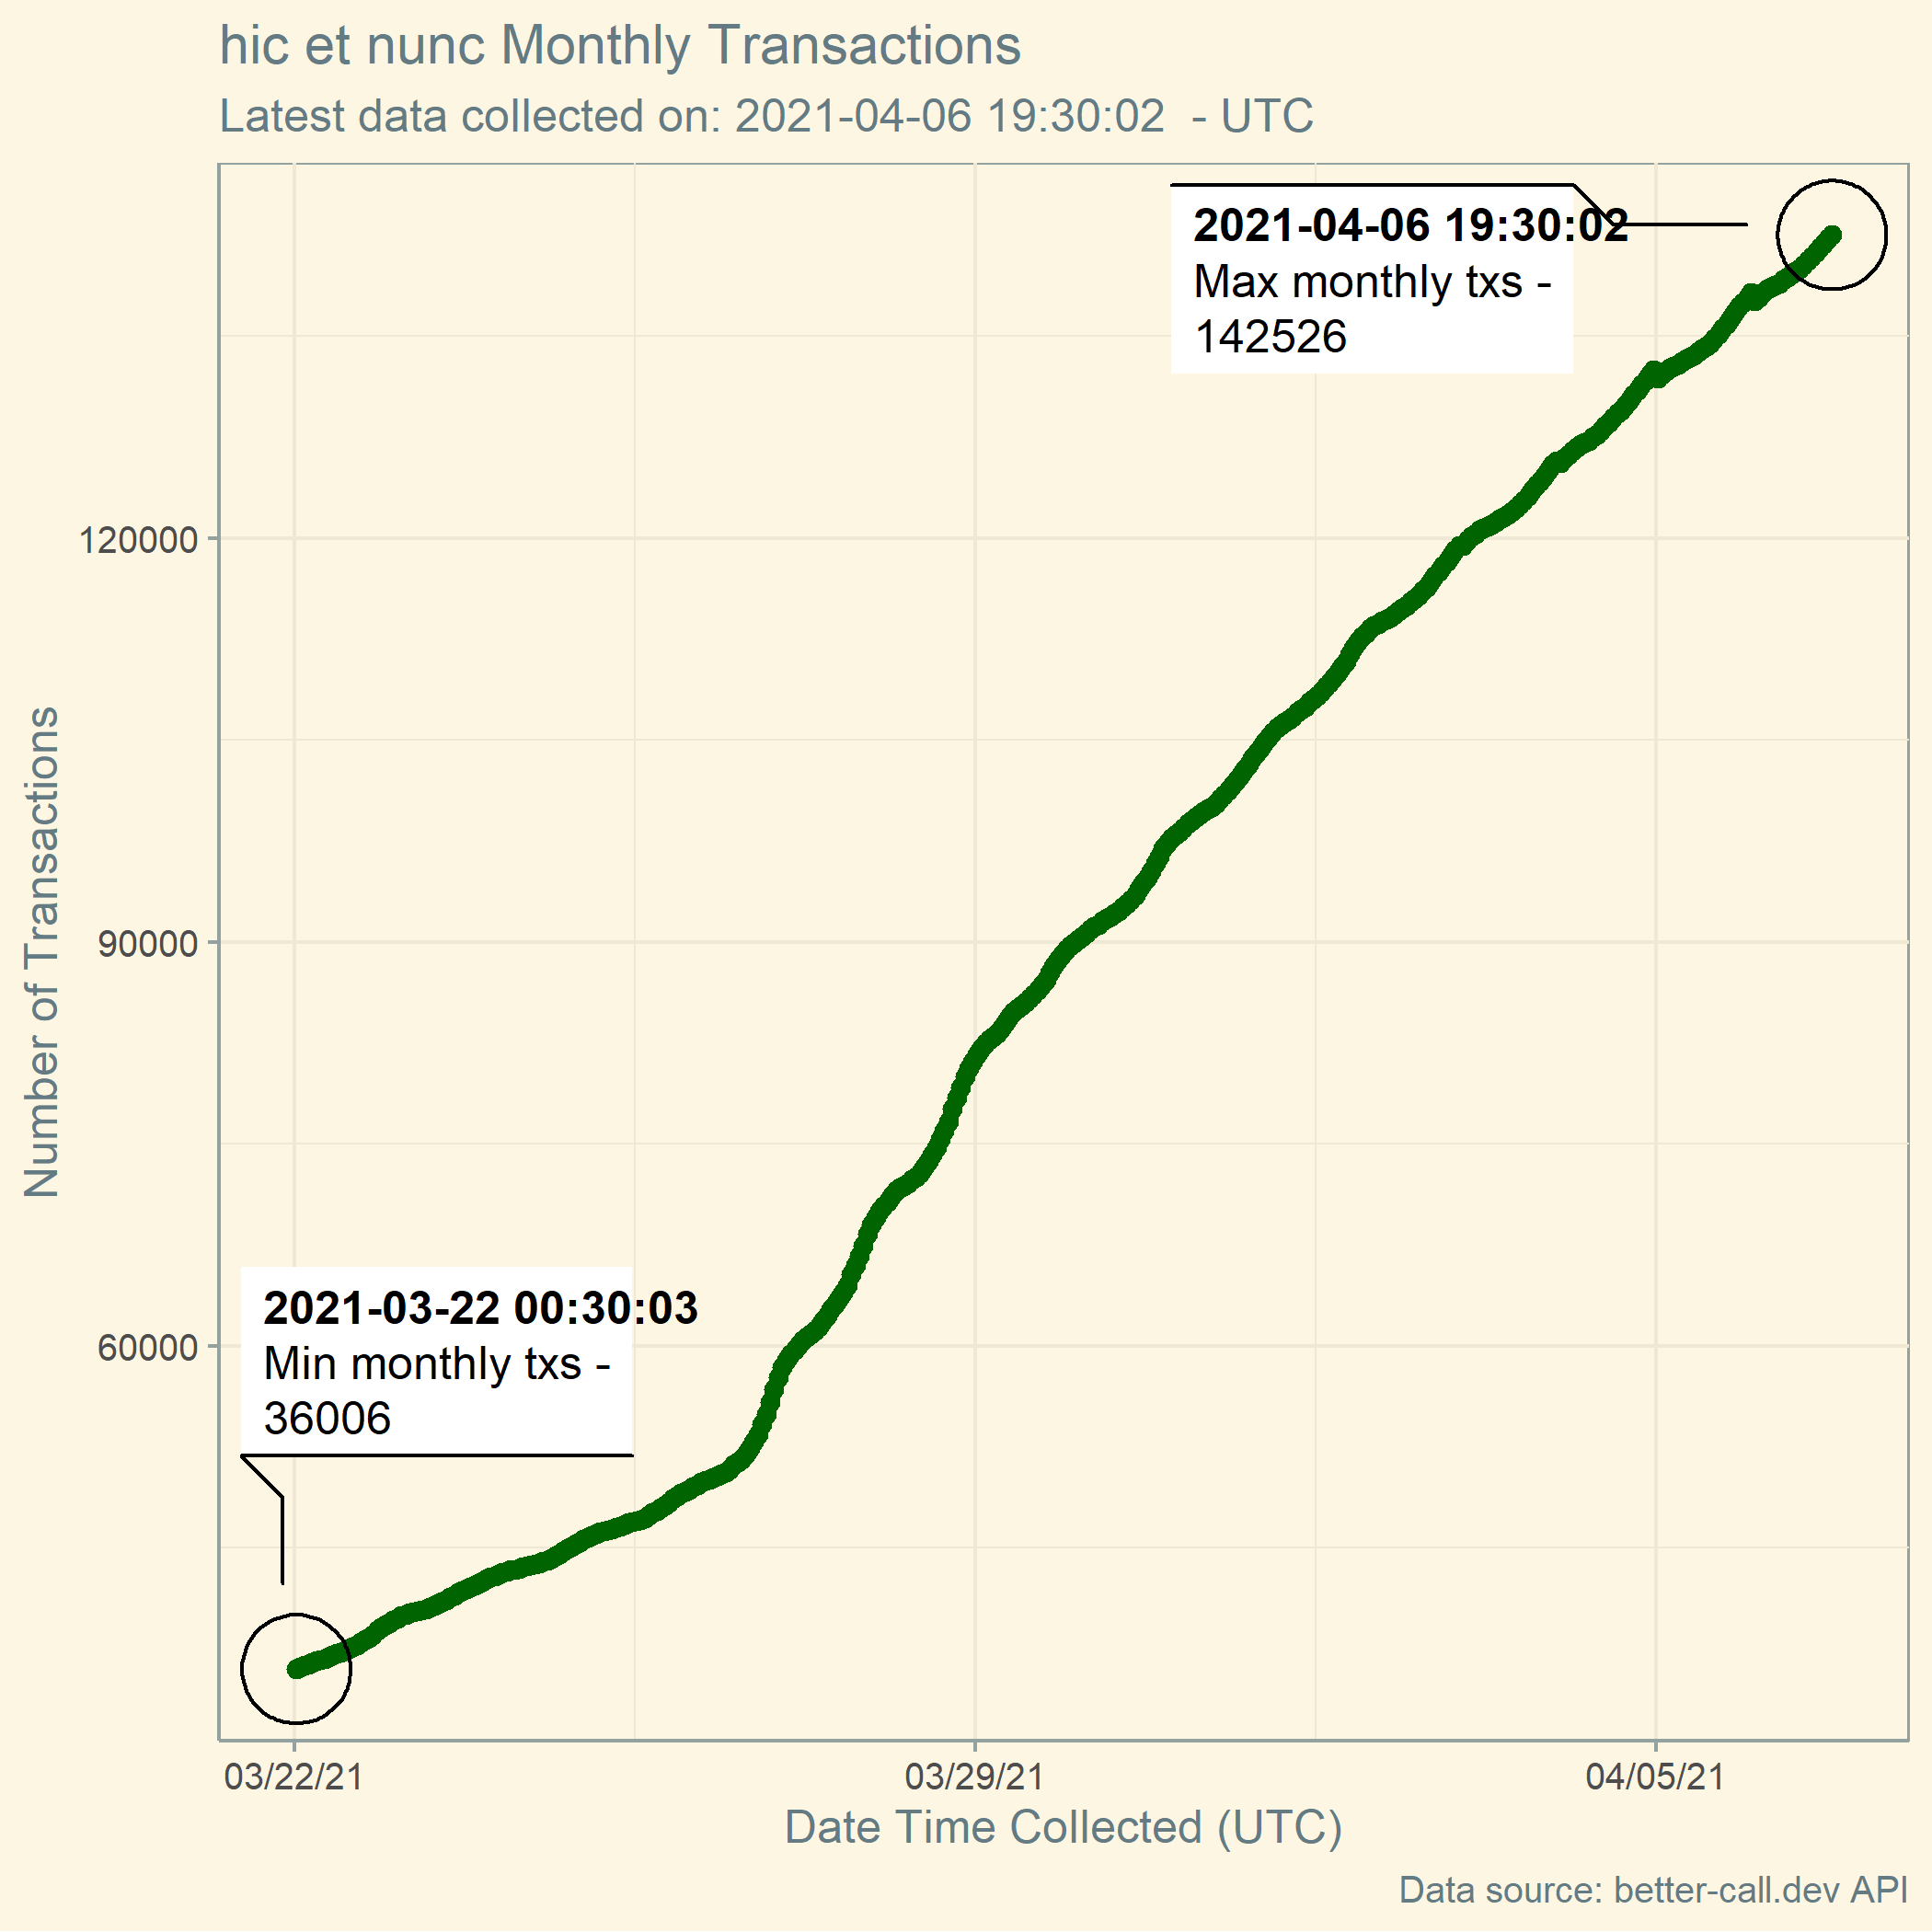 hic et nunc Monthly Transactions
Latest data collected on: 2021-04-06 19:30:02  - UTC
2021-04-06 19:30:02
Max monthly txs -
142526
120000
90000
60000
Number of Transactions
2021-03-22 00:30:03
Min monthly txs -
36006
03/22/21
03/29/21
04/05/21
Date Time Collected (UTC)
Data source: better-call.dev API